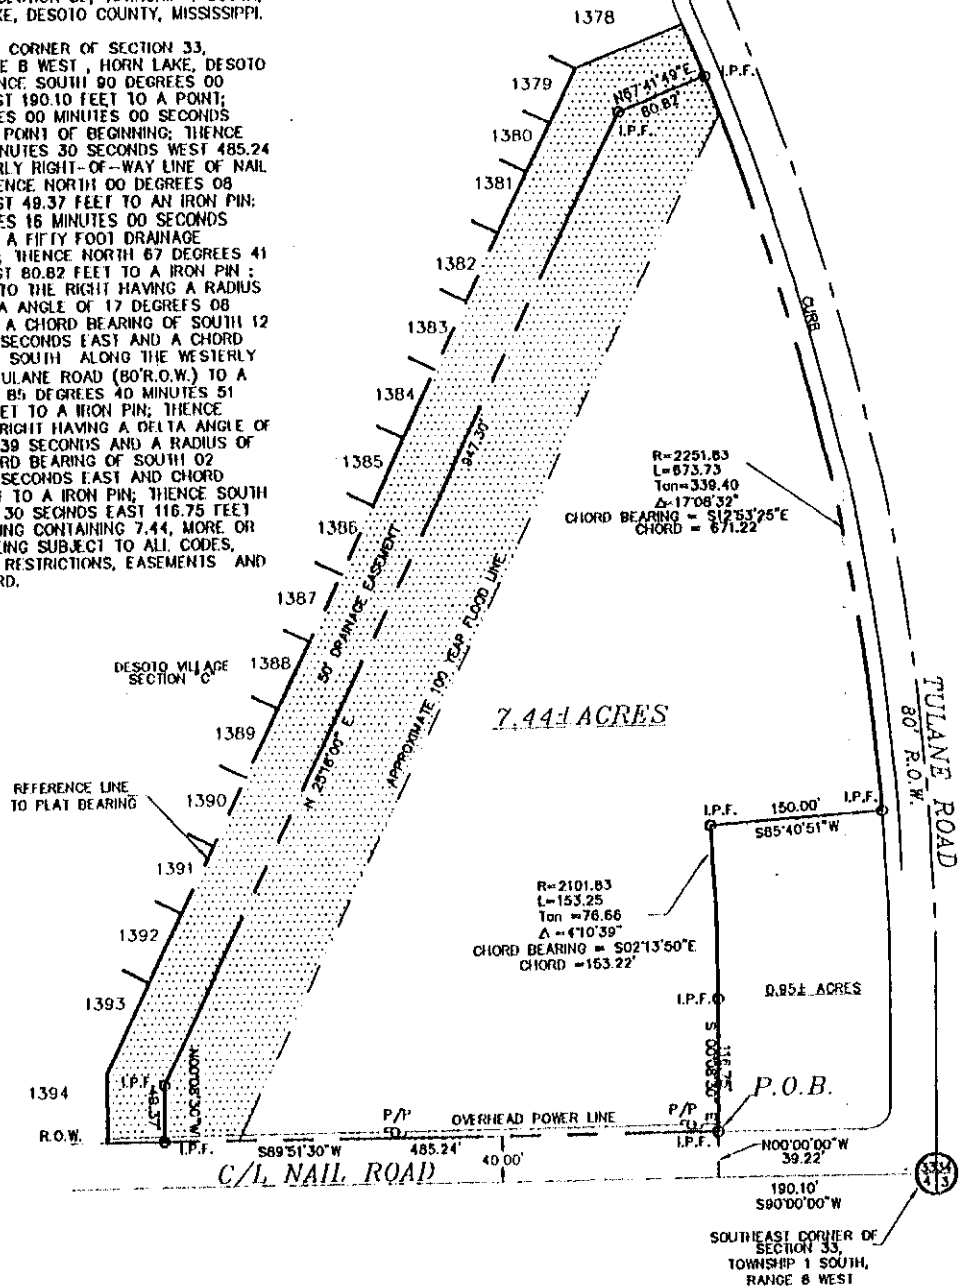 KE, DESOTO COUNTY, MISSISSIPPI.
CORNER OF SECTION 33,
E 8 WEST , HORN LAKE, DESOTO
NCE SOUTH 90 DEGREES 00
ST 190.10 FEET TO A POINT;
ES 00 MINUTES 00 SECONDS
POINT OF BEGINNING; THENCE
NUTES 30 SECONDS WEST 485.24
RLY RIGHT-OF-WAY LINE OF NAIL
ENCE NORTH 00 DEGREES 08
ST 49.37 FEET TO AN IRON PIN;
ES 16 MINUTES 00 SECONDS
A FIFTY FOOT DRAINAGE
; THENCE NORTH 67 DEGREES 41
ST 80.82 FEET TO A IRON PIN ;
TO THE RIGHT HAVING A RADIUS
A ANGLE OF 17 DEGREES 08
A CHORD BEARING OF SOUTH 12
SECONDS EAST AND A CHORD
SOUTH ALONG THE WESTERLY
ULANE ROAD (80'R.O.W.) TO A
85 DEGREES 40 MINUTES 51
ET TO A IRON PIN; THENCE
RIGHT HAVING A DELTA ANGLE OF
39 SECONDS AND A RADIUS OF
RD BEARING OF SOUTH 02
SECONDS EAST AND CHORD
T TO A IRON PIN; THENCE SOUTH
30 SECONDS EAST 116.75 FEET
ING CONTAINING 7.44, MORE OR
ING SUBJECT TO ALL CODES,
RESTRICTIONS, EASEMENTS AND
RD.
1378
1379
1380
1381
1382
1383
1384
1385
1386
1387
1388
1389
1390
1391
1392
1393
1394
N67°41'49"E
80.82'
I.P.F.
I.P.F.
CURB
947.30'
50' DRAINAGE EASEMENT
N 25°16'00" E
APPROXIMATE 100 YEAR FLOOD LINE
R=2251.83
L=673.73
Tan=339.40
Δ=17°08'32"
CHORD BEARING = S12°53'25"E
CHORD = 671.22'
DESOTO VILLAGE
SECTION "C"
7.44± ACRES
TULANE ROAD
80' R.O.W.
REFERENCE LINE
TO PLAT BEARING
I.P.F.
150.00'
I.P.F.
S85°40'51"W
R=2101.83
L=153.25
Tan =76.66
Δ =4°10'39"
CHORD BEARING = S02°13'50"E
CHORD =153.22'
I.P.F.
0.95± ACRES
116.75'
S 00°08'30" E
P.O.B.
I.P.F.
49.37'
N00°08'30"W
P/P
OVERHEAD POWER LINE
P/P
R.O.W.
I.P.F.
S89°51'30"W
485.24'
40.00'
I.P.F.
N00°00'00"W
39.22'
C/L NAIL ROAD
190.10'
S90°00'00"W
33 34
4 3
SOUTHEAST CORNER OF
SECTION 33,
TOWNSHIP 1 SOUTH,
RANGE 8 WEST